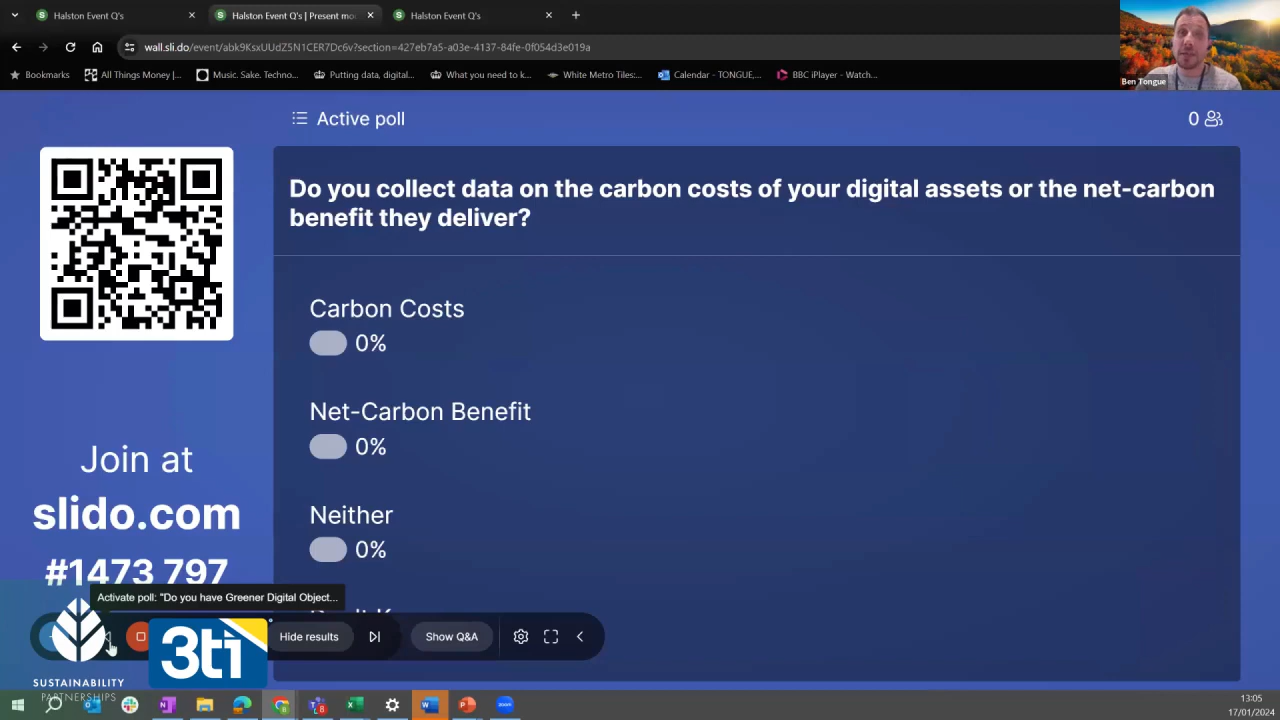 Halston Event Q's
Halston Event Q's | Present mo
Halston Event Q's
wall.sli.do/event/abk9KsxUUdZ5N1CER7Dc6v?section=427eb7a5-a03e-4137-84fe-0f054d3e019a
Bookmarks
All Things Money |...
Music. Sake. Techno...
Putting data, digital...
What you need to k...
White Metro Tiles:...
Calendar - TONGUE,...
BBC iPlayer - Watch...
Ben Tongue
Active poll
0
Do you collect data on the carbon costs of your digital assets or the net-carbon
benefit they deliver?
Carbon Costs
0%
Net-Carbon Benefit
0%
Neither
0%
Join at
slido.com
#1473 797
Activate poll: "Do you have Greener Digital Object...
Hide results
Show Q&A
3ti
SUSTAINABILITY
PARTNERSHIPS
13:05
17/01/2024